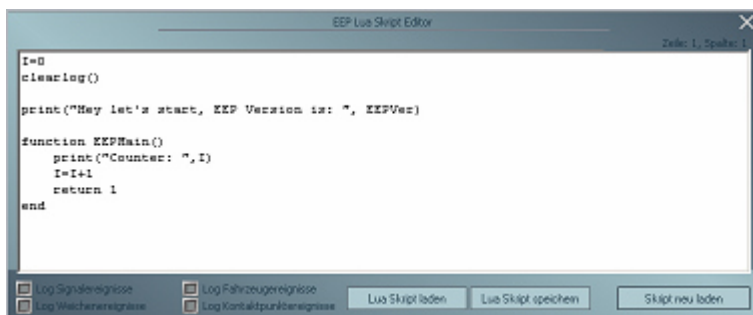 EEP Lua Skript Editor
Zeile: 1, Spalte: 1
I=0
clearlog()
print("Hey let's start, EEP Version is: ", EEPVer)
function EEPMain()
print("Counter: ",I)
I=I+1
return 1
end
Log Signalereignisse
Log Fahrzeugereignisse
Lua Skript laden
Lua Skript speichern
Skript neu laden
Log Weichenereignisse
Log Kontaktpunktereignisse